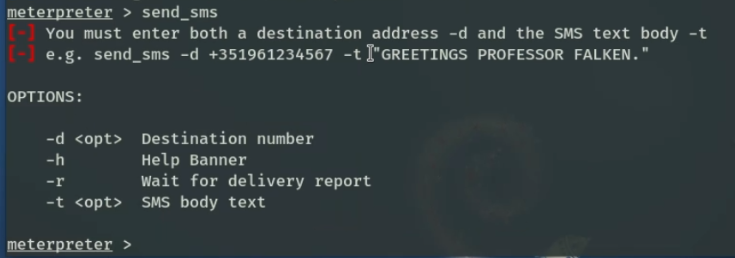 meterpreter > send_sms
[-] You must enter both a destination address -d and the SMS text body -t
[-] e.g. send_sms -d +351961234567 -t "GREETINGS PROFESSOR FALKEN."
OPTIONS:
-d <opt> Destination number
-h Help Banner
-r Wait for delivery report
-t <opt> SMS body text
meterpreter >